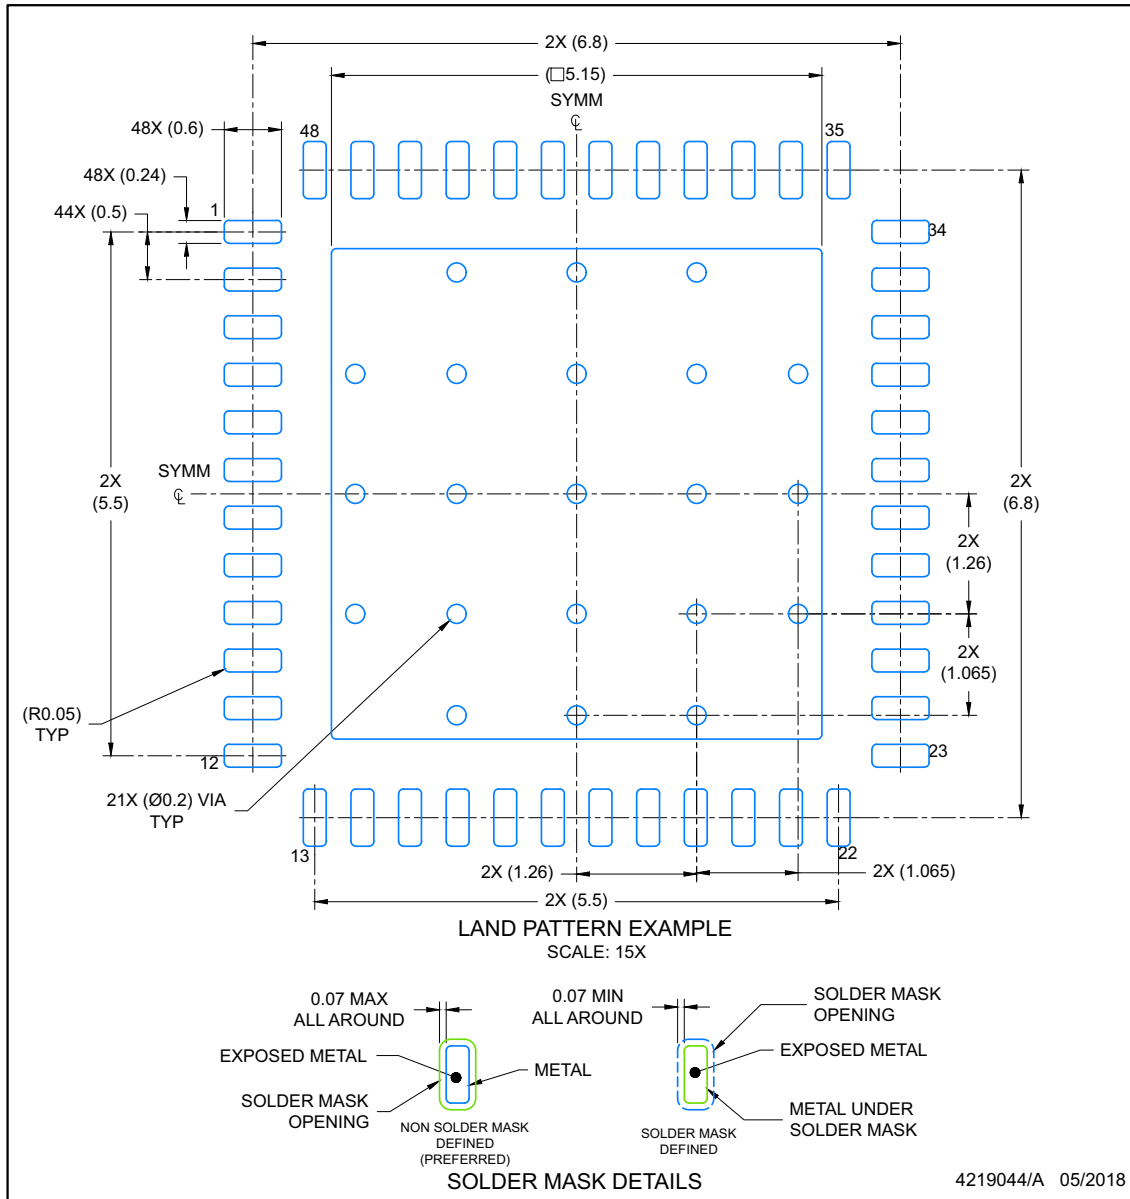 2X (6.8)
(□5.15)
SYMM
℄
48X (0.6)
48
35
48X (0.24)
44X (0.5)
1
34
SYMM
℄
2X
(5.5)
2X
(6.8)
2X
(1.26)
2X
(1.065)
(R0.05)
TYP
12
23
21X (Ø0.2) VIA
TYP
13
22
2X (1.26)
2X (1.065)
2X (5.5)
LAND PATTERN EXAMPLE
SCALE: 15X
0.07 MAX
ALL AROUND
EXPOSED METAL
METAL
SOLDER MASK
OPENING
NON SOLDER MASK
DEFINED
(PREFERRED)
0.07 MIN
ALL AROUND
SOLDER MASK
OPENING
EXPOSED METAL
METAL UNDER
SOLDER MASK
SOLDER MASK
DEFINED
SOLDER MASK DETAILS
4219044/A 05/2018